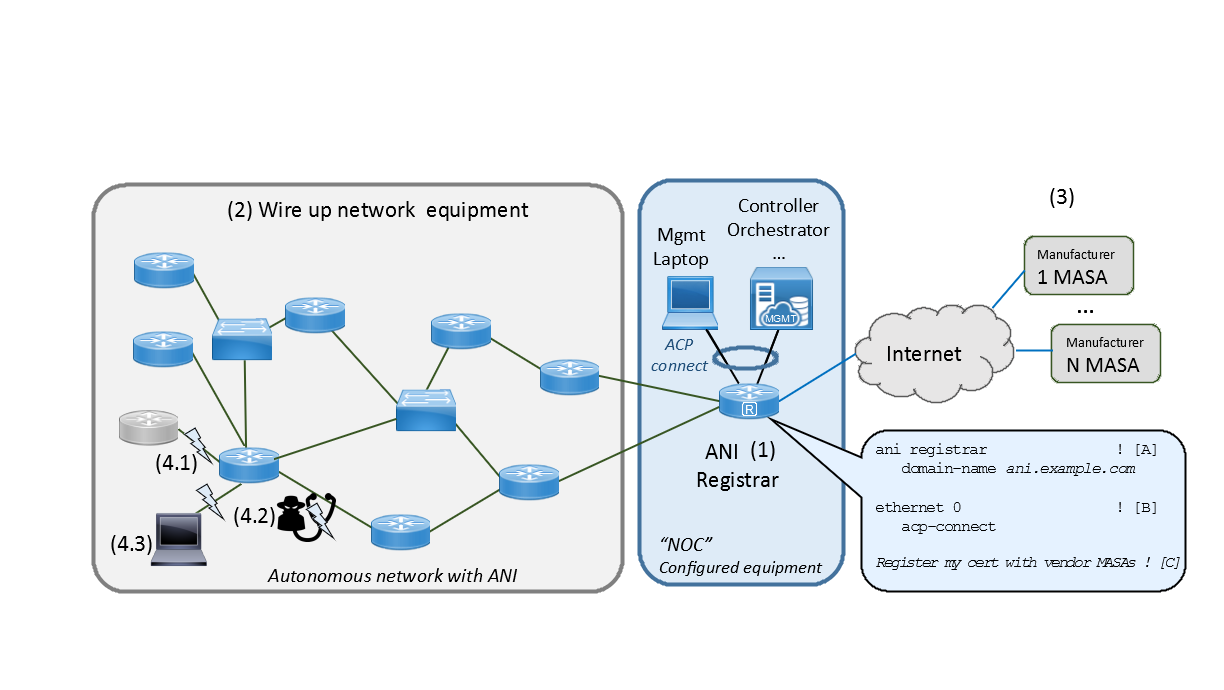 (2) Wire up network equipment
(4.1)
(4.2)
(4.3)
Autonomous network with ANI
Controller
Orchestrator
...
Mgmt
Laptop
MGMT
ACP
connect
R
ANI (1)
Registrar
“NOC”
Configured equipment
Internet
(3)
Manufacturer
1 MASA
...
Manufacturer
N MASA
ani registrar ! [A]
domain-name ani.example.com
ethernet 0 ! [B]
acp-connect
Register my cert with vendor MASAs ! [C]